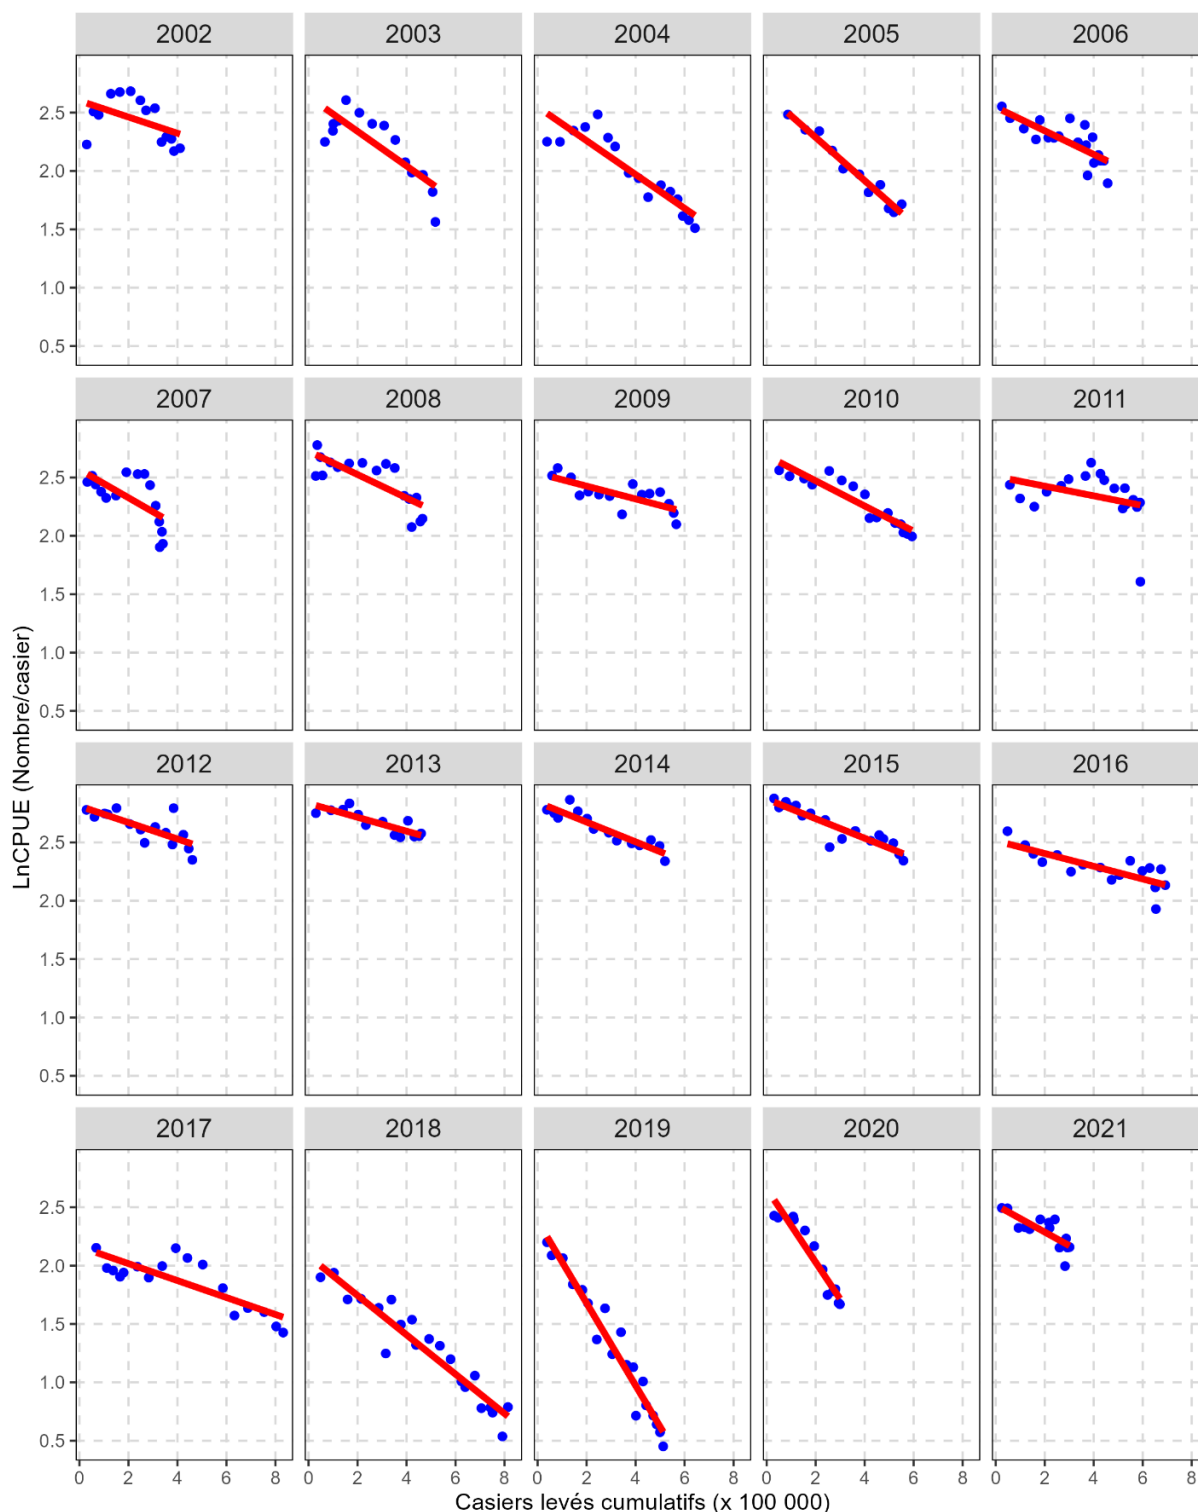 2002 2003 2004 2005 2006
2.5
2.0
1.5
1.0
0.5
2007 2008 2009 2010 2011
2.5
2.0
1.5
1.0
0.5
2012 2013 2014 2015 2016
2.5
2.0
1.5
1.0
0.5
2017 2018 2019 2020 2021
2.5
2.0
1.5
1.0
0.5
0 2 4 6 8 0 2 4 6 8 0 2 4 6 8 0 2 4 6 8 0 2 4 6 8
LnCPUE (Nombre/casier)
Casiers levés cumulatifs (x 100 000)